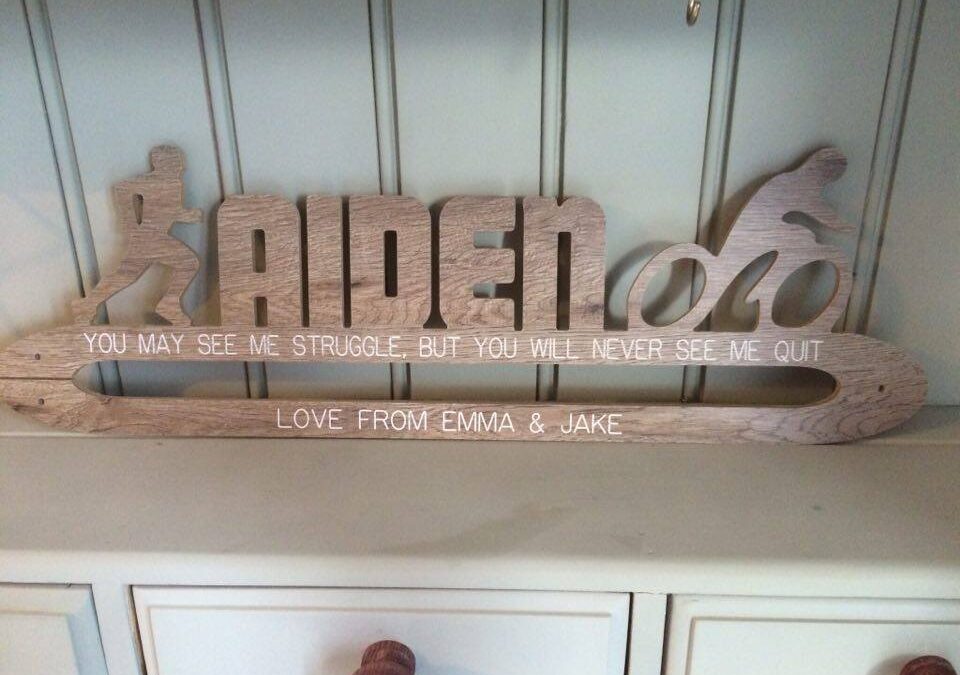 AIDEN
YOU MAY SEE ME STRUGGLE, BUT YOU WILL NEVER SEE ME QUIT
LOVE FROM EMMA & JAKE